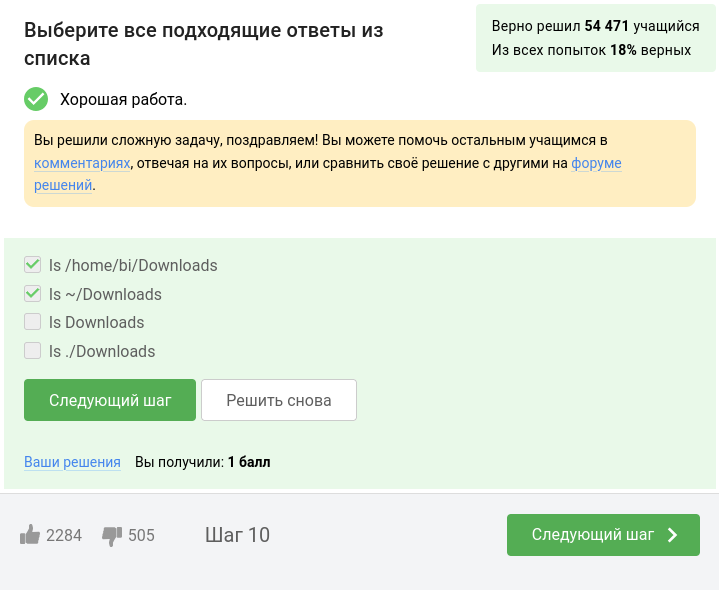 Выберите все подходящие ответы из
списка
Верно решил 54 471 учащийся
Из всех попыток 18% верных
Хорошая работа.
Вы решили сложную задачу, поздравляем! Вы можете помочь остальным учащимся в
комментариях, отвечая на их вопросы, или сравнить своё решение с другими на форуме
решений.
ls /home/bi/Downloads
ls ~/Downloads
ls Downloads
ls ./Downloads
Следующий шаг
Решить снова
Ваши решения Вы получили: 1 балл
2284 505 Шаг 10 Следующий шаг